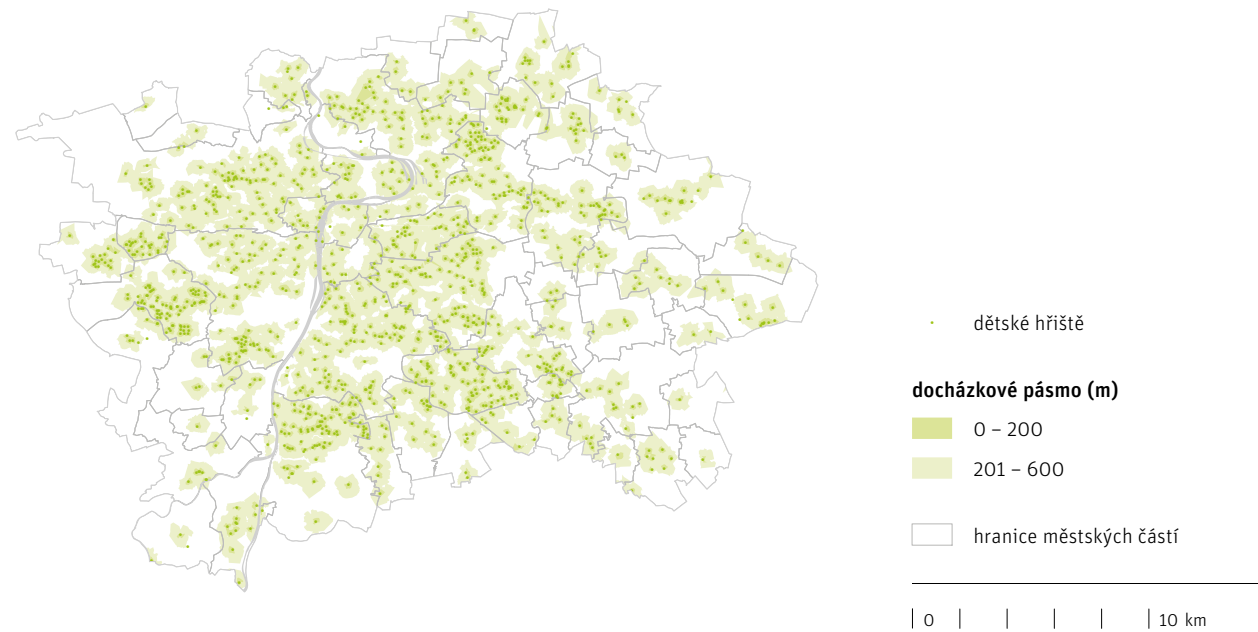 dětské hřiště
docházkové pásmo (m)
0 – 200
201 – 600
hranice městských částí
0 10 km